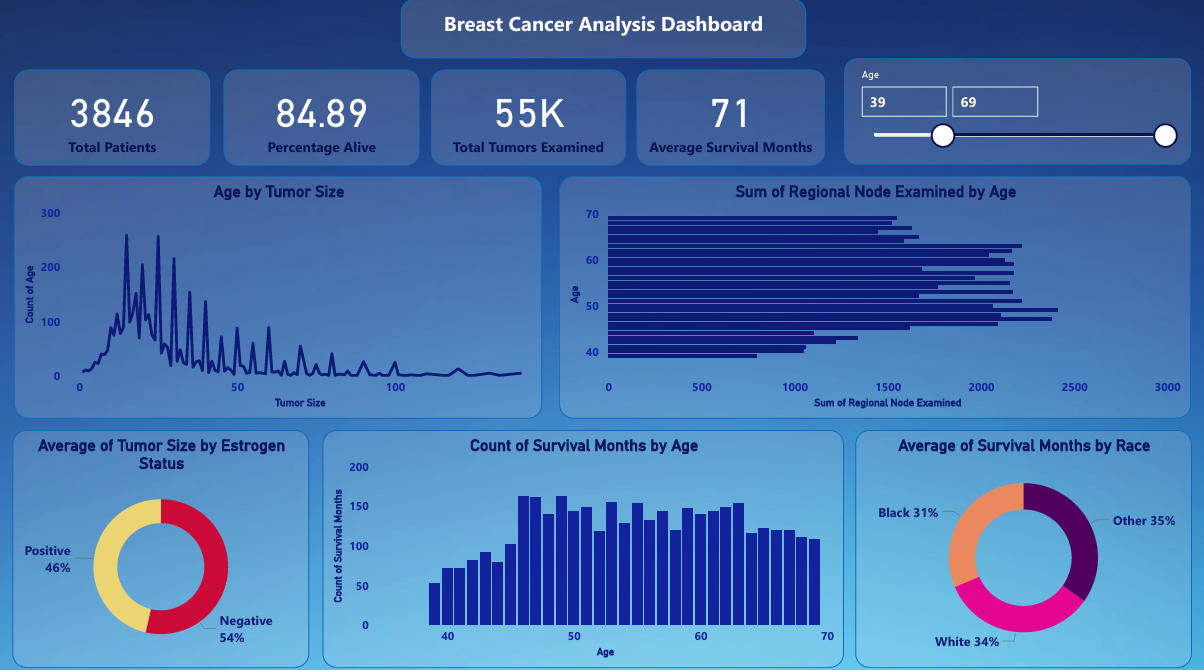 Breast Cancer Analysis Dashboard
3846
Total Patients
84.89
Percentage Alive
55K
Total Tumors Examined
71
Average Survival Months
Age
39
69
Age by Tumor Size
Count of Age
300
200
100
0
0
50
100
Tumor Size
Sum of Regional Node Examined by Age
Age
70
60
50
40
0
500
1000
1500
2000
2500
3000
Sum of Regional Node Examined
Average of Tumor Size by Estrogen
Status
Positive
46%
Negative
54%
Count of Survival Months by Age
Count of Survival Months
200
150
100
50
0
40
50
60
70
Age
Average of Survival Months by Race
Black 31%
Other 35%
White 34%